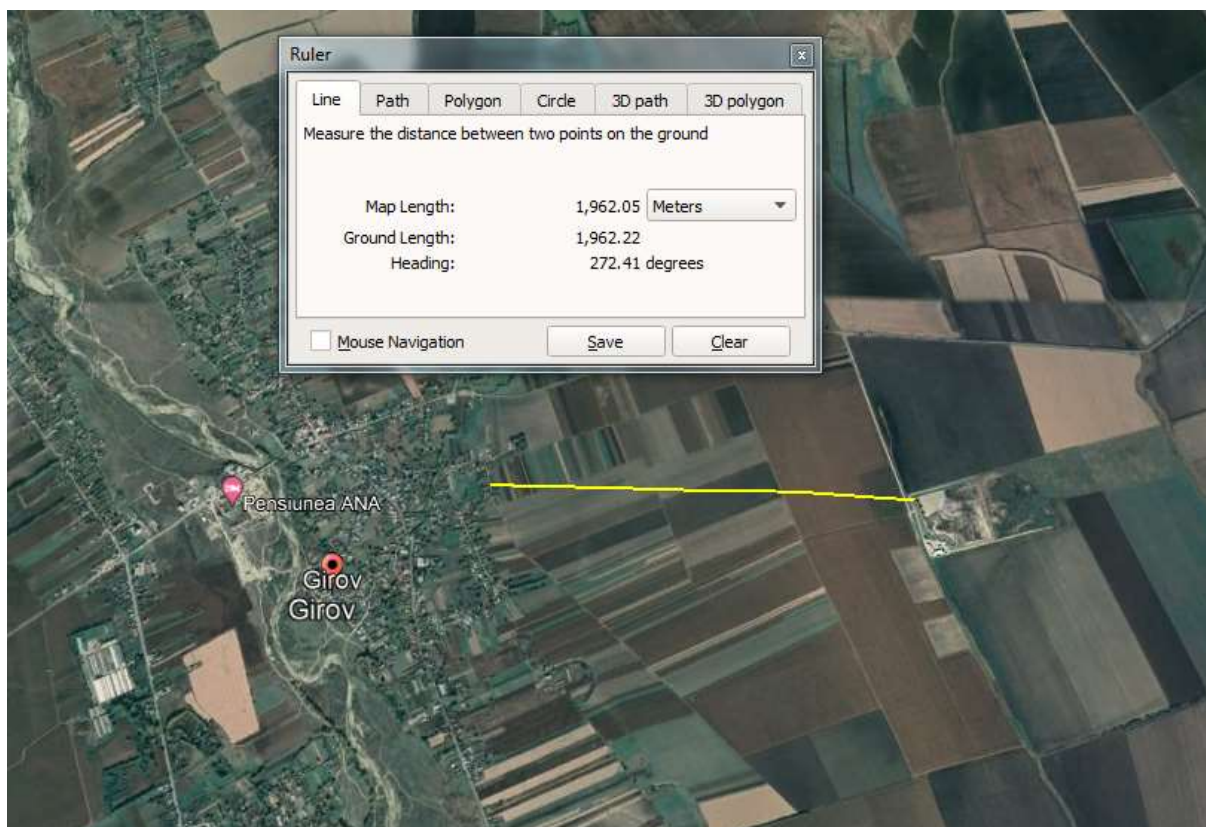 Ruler
Line Path Polygon Circle 3D path 3D polygon
Measure the distance between two points on the ground
Map Length: 1,962.05 Meters
Ground Length: 1,962.22
Heading: 272.41 degrees
Mouse Navigation Save Clear
Pensiunea ANA
Girov
Girov